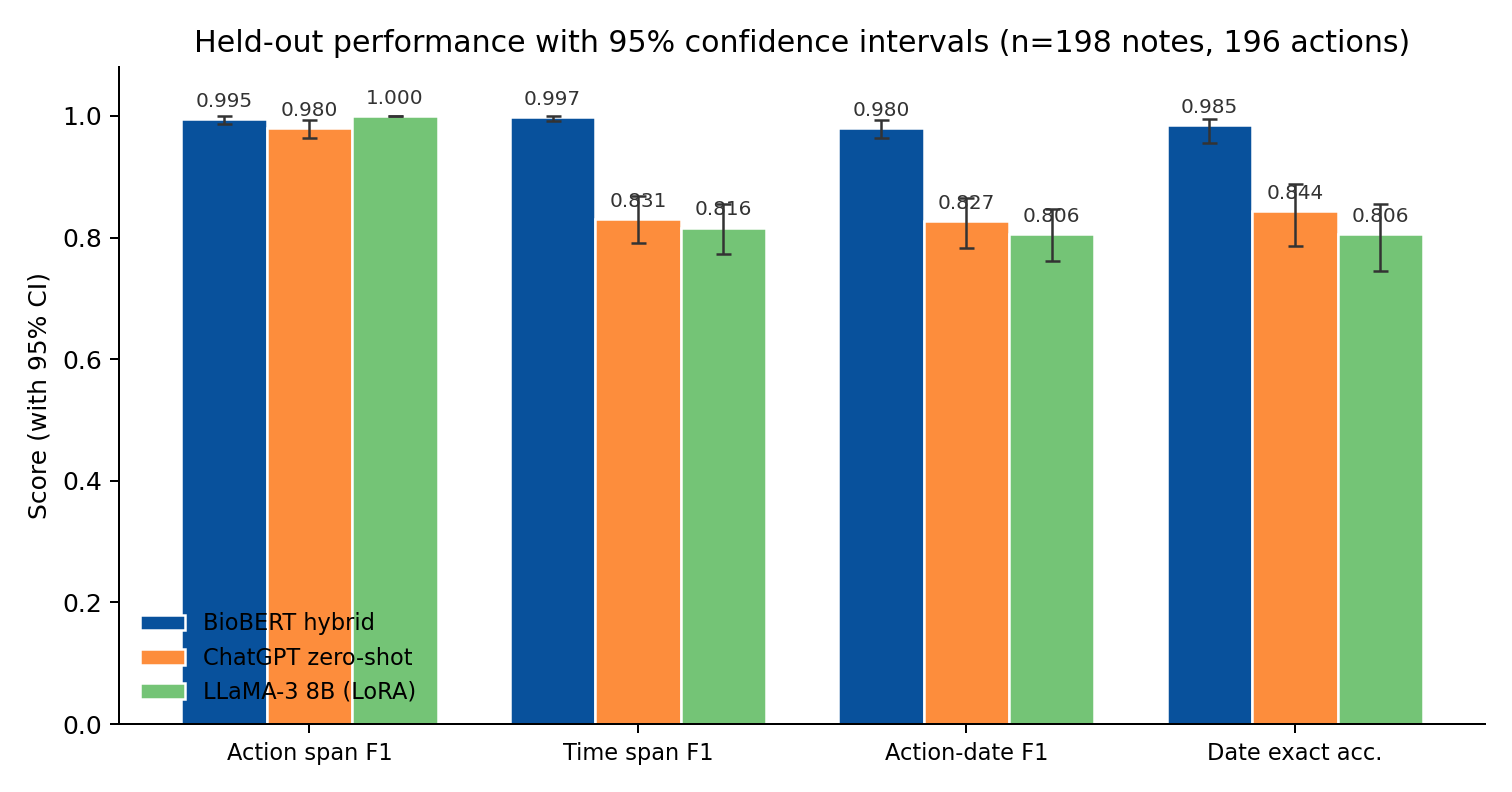 Held-out performance with 95% confidence intervals (n=198 notes, 196 actions)
Score (with 95% CI)
1.0
0.8
0.6
0.4
0.2
0.0
0.995
0.980
1.000
0.997
0.831
0.816
0.980
0.827
0.806
0.985
0.844
0.806
BioBERT hybrid
ChatGPT zero-shot
LLaMA-3 8B (LoRA)
Action span F1
Time span F1
Action-date F1
Date exact acc.